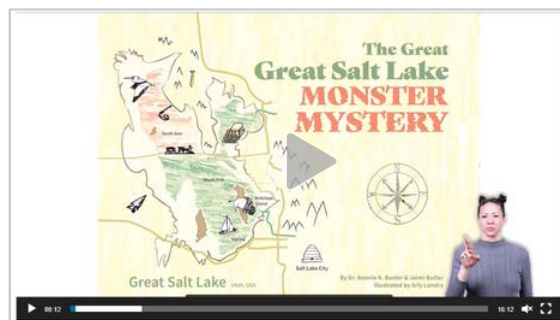 The Great
Great Salt Lake
MONSTER
MYSTERY
North Arm
South Arm
Antelope
Island
Marina
Salt Lake City
Great Salt Lake Utah, USA
By Dr. Bonnie K. Baxter & Jaimi Butler
Illustrated by Arly Landry
00:12
16:12